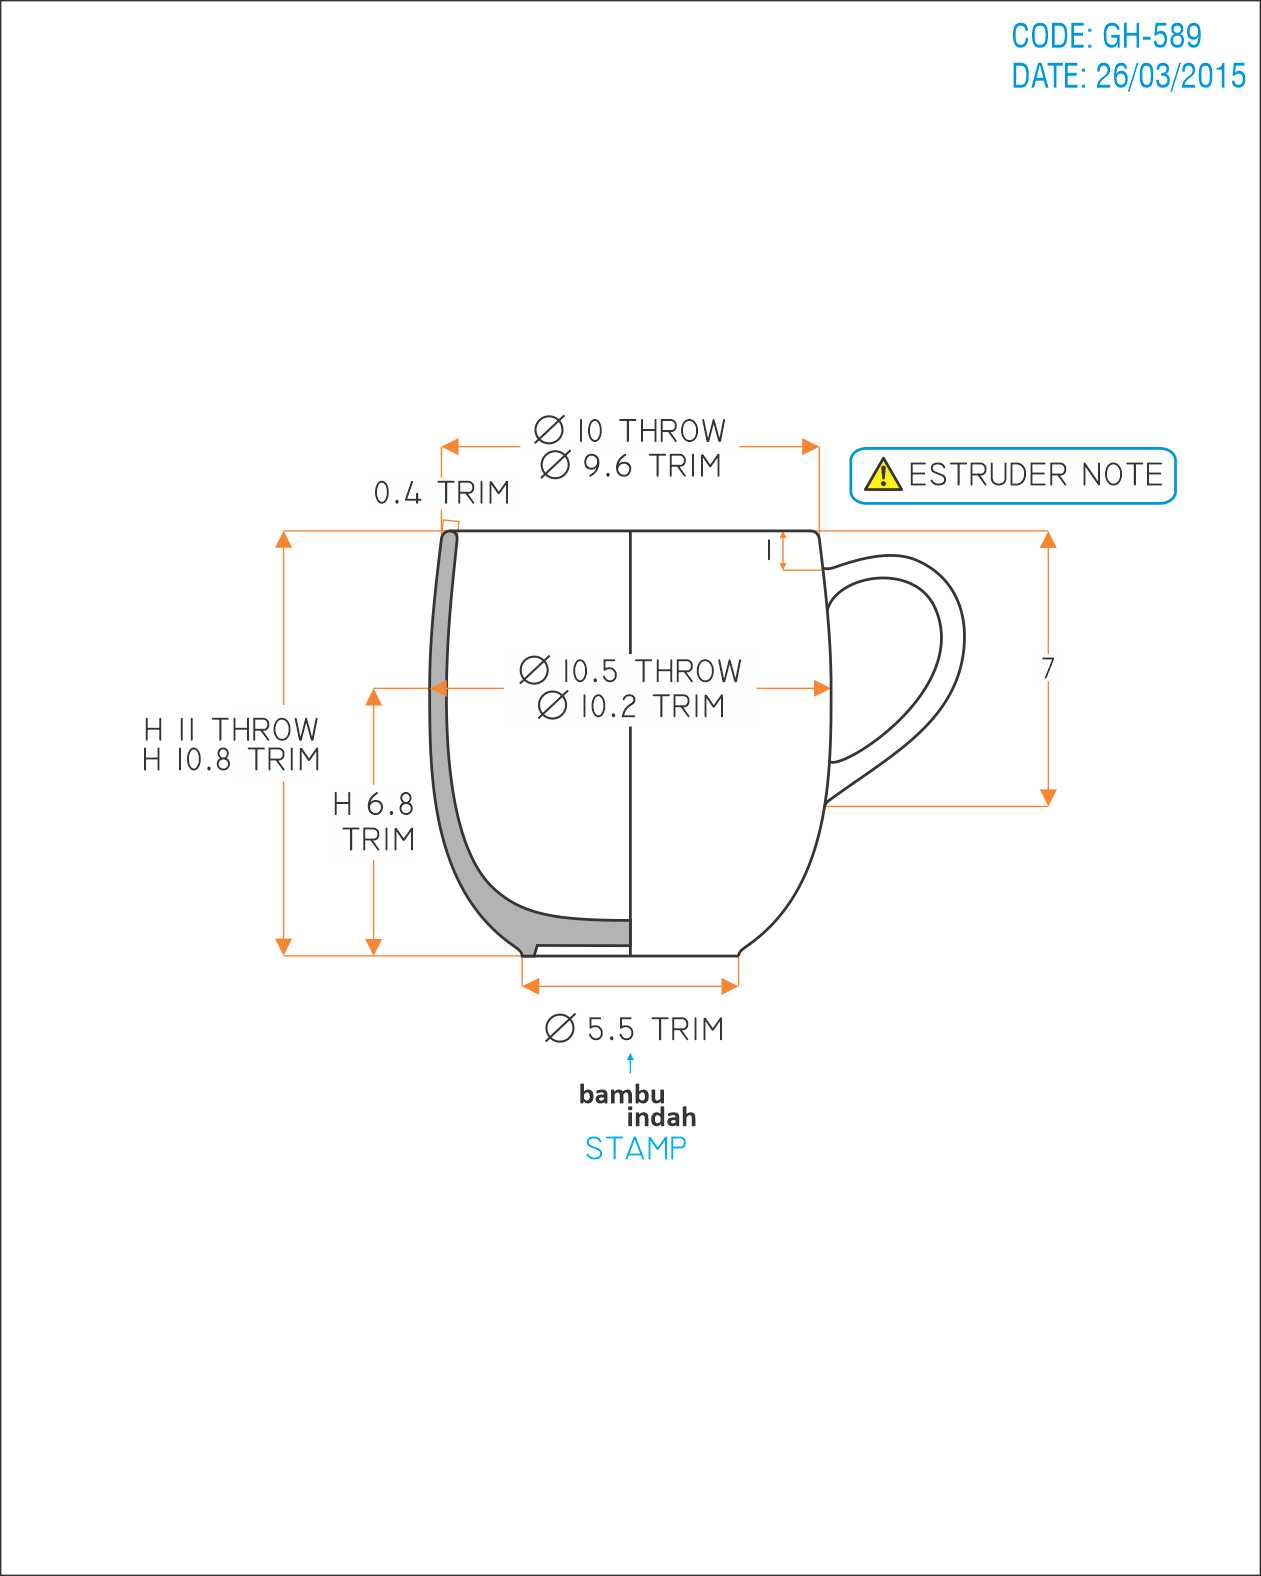 CODE: GH-589
DATE: 26/03/2015
Ø 10 THROW
Ø 9.6 TRIM
0.4 TRIM
ESTRUDER NOTE
1
Ø 10.5 THROW
Ø 10.2 TRIM
7
H 11 THROW
H 10.8 TRIM
H 6.8
TRIM
Ø 5.5 TRIM
bambu
indah
STAMP